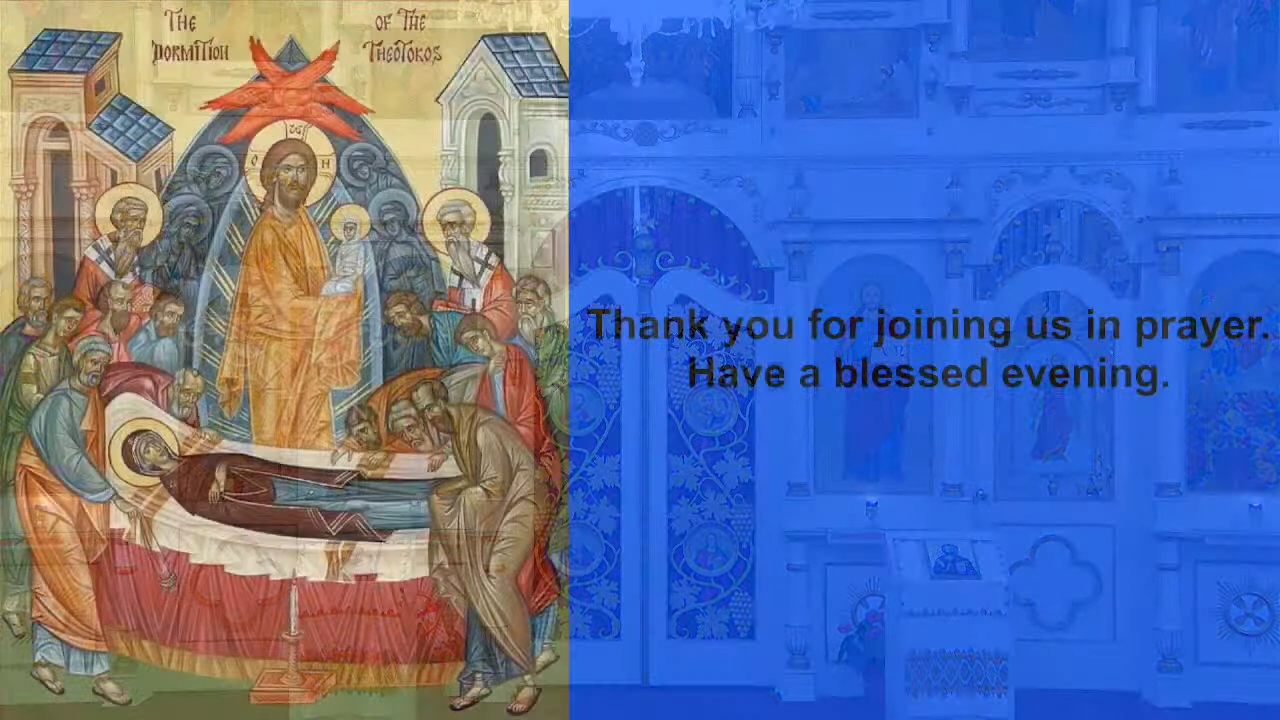 THE OF THE
DORMITION THEOTOKOS
Ο Ν
Thank you for joining us in prayer.
Have a blessed evening.